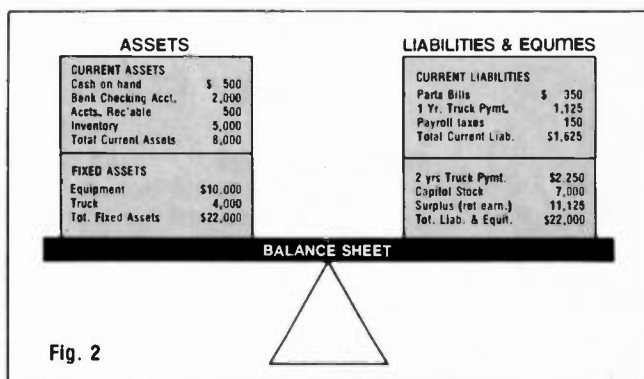 ASSETS
CURRENT ASSETS
Cash on hand $ 500
Bank Checking Acct. 2,000
Accts. Rec'able 500
Inventory 5,000
Total Current Assets 8,000
FIXED ASSETS
Equipment $10,000
Truck 4,000
Tot. Fixed Assets $22,000
LIABILITIES & EQUITIES
CURRENT LIABILITIES
Parts Bills $ 350
1 Yr. Truck Pymt. 1,125
Payroll taxes 150
Total Current Liab. $1,625
2 yrs Truck Pymt. $2,250
Capitol Stock 7,000
Surplus (ret earn.) 11,125
Tot. Liab. & Equit. $22,000
BALANCE SHEET
Fig. 2